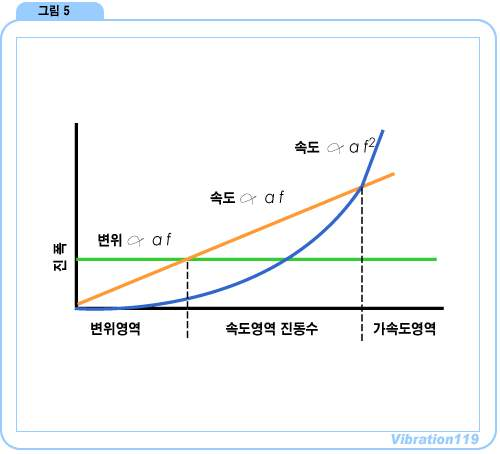 그림 5
속도 ∝ a f²
속도 ∝ a f
변위 ∝ a f
진 폭
변위영역 속도영역 진동수 가속도영역
Vibration119